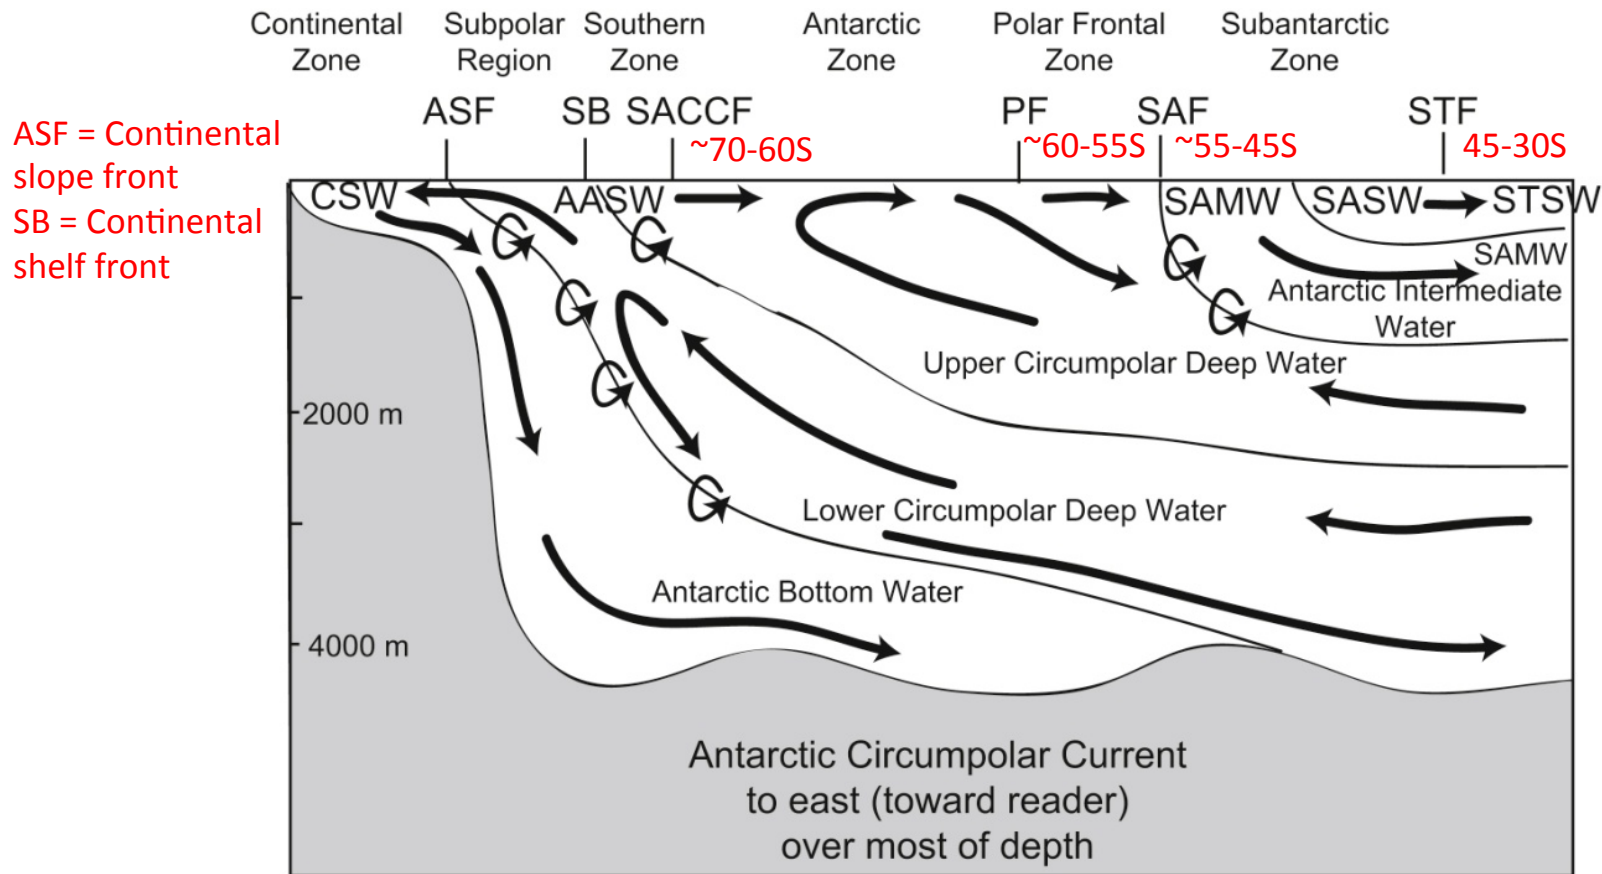 Continental Subpolar Southern Antarctic Polar Frontal Subantarctic
Zone Region Zone Zone Zone Zone
ASF SB SACCF PF SAF STF
~70-60S ~60-55S ~55-45S 45-30S
ASF = Continental
slope front
SB = Continental
shelf front
CSW AASW SAMW SASW STSW
SAMW
Antarctic Intermediate
Water
Upper Circumpolar Deep Water
2000 m
Lower Circumpolar Deep Water
Antarctic Bottom Water
4000 m
Antarctic Circumpolar Current
to east (toward reader)
over most of depth